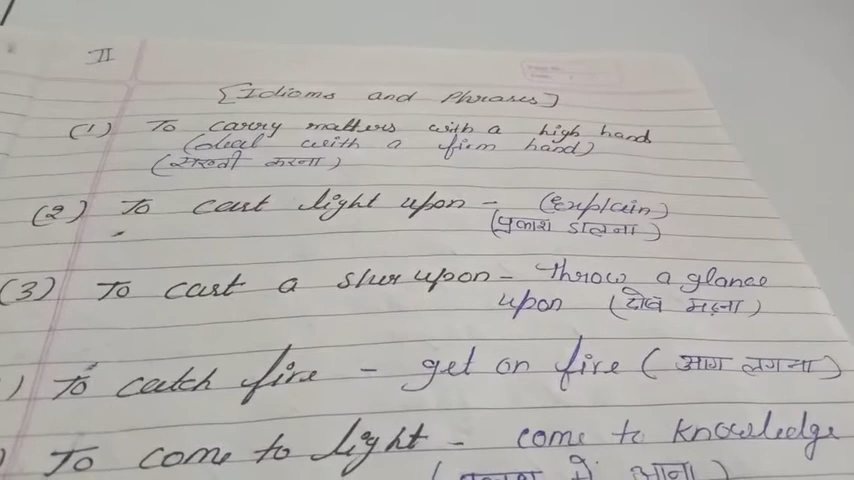 II
[Idioms and Phrases]
(1) To carry matters with a high hand
(deal with a firm hand)
(सख्ती करना)
(2) To cast light upon - (explain)
(प्रकाश डालना)
(3) To cast a slur upon - Throw a glance
upon (दोष मढ़ना)
) To catch fire - get on fire (आग लगना)
) To come to light - come to knowledge
( में आना)